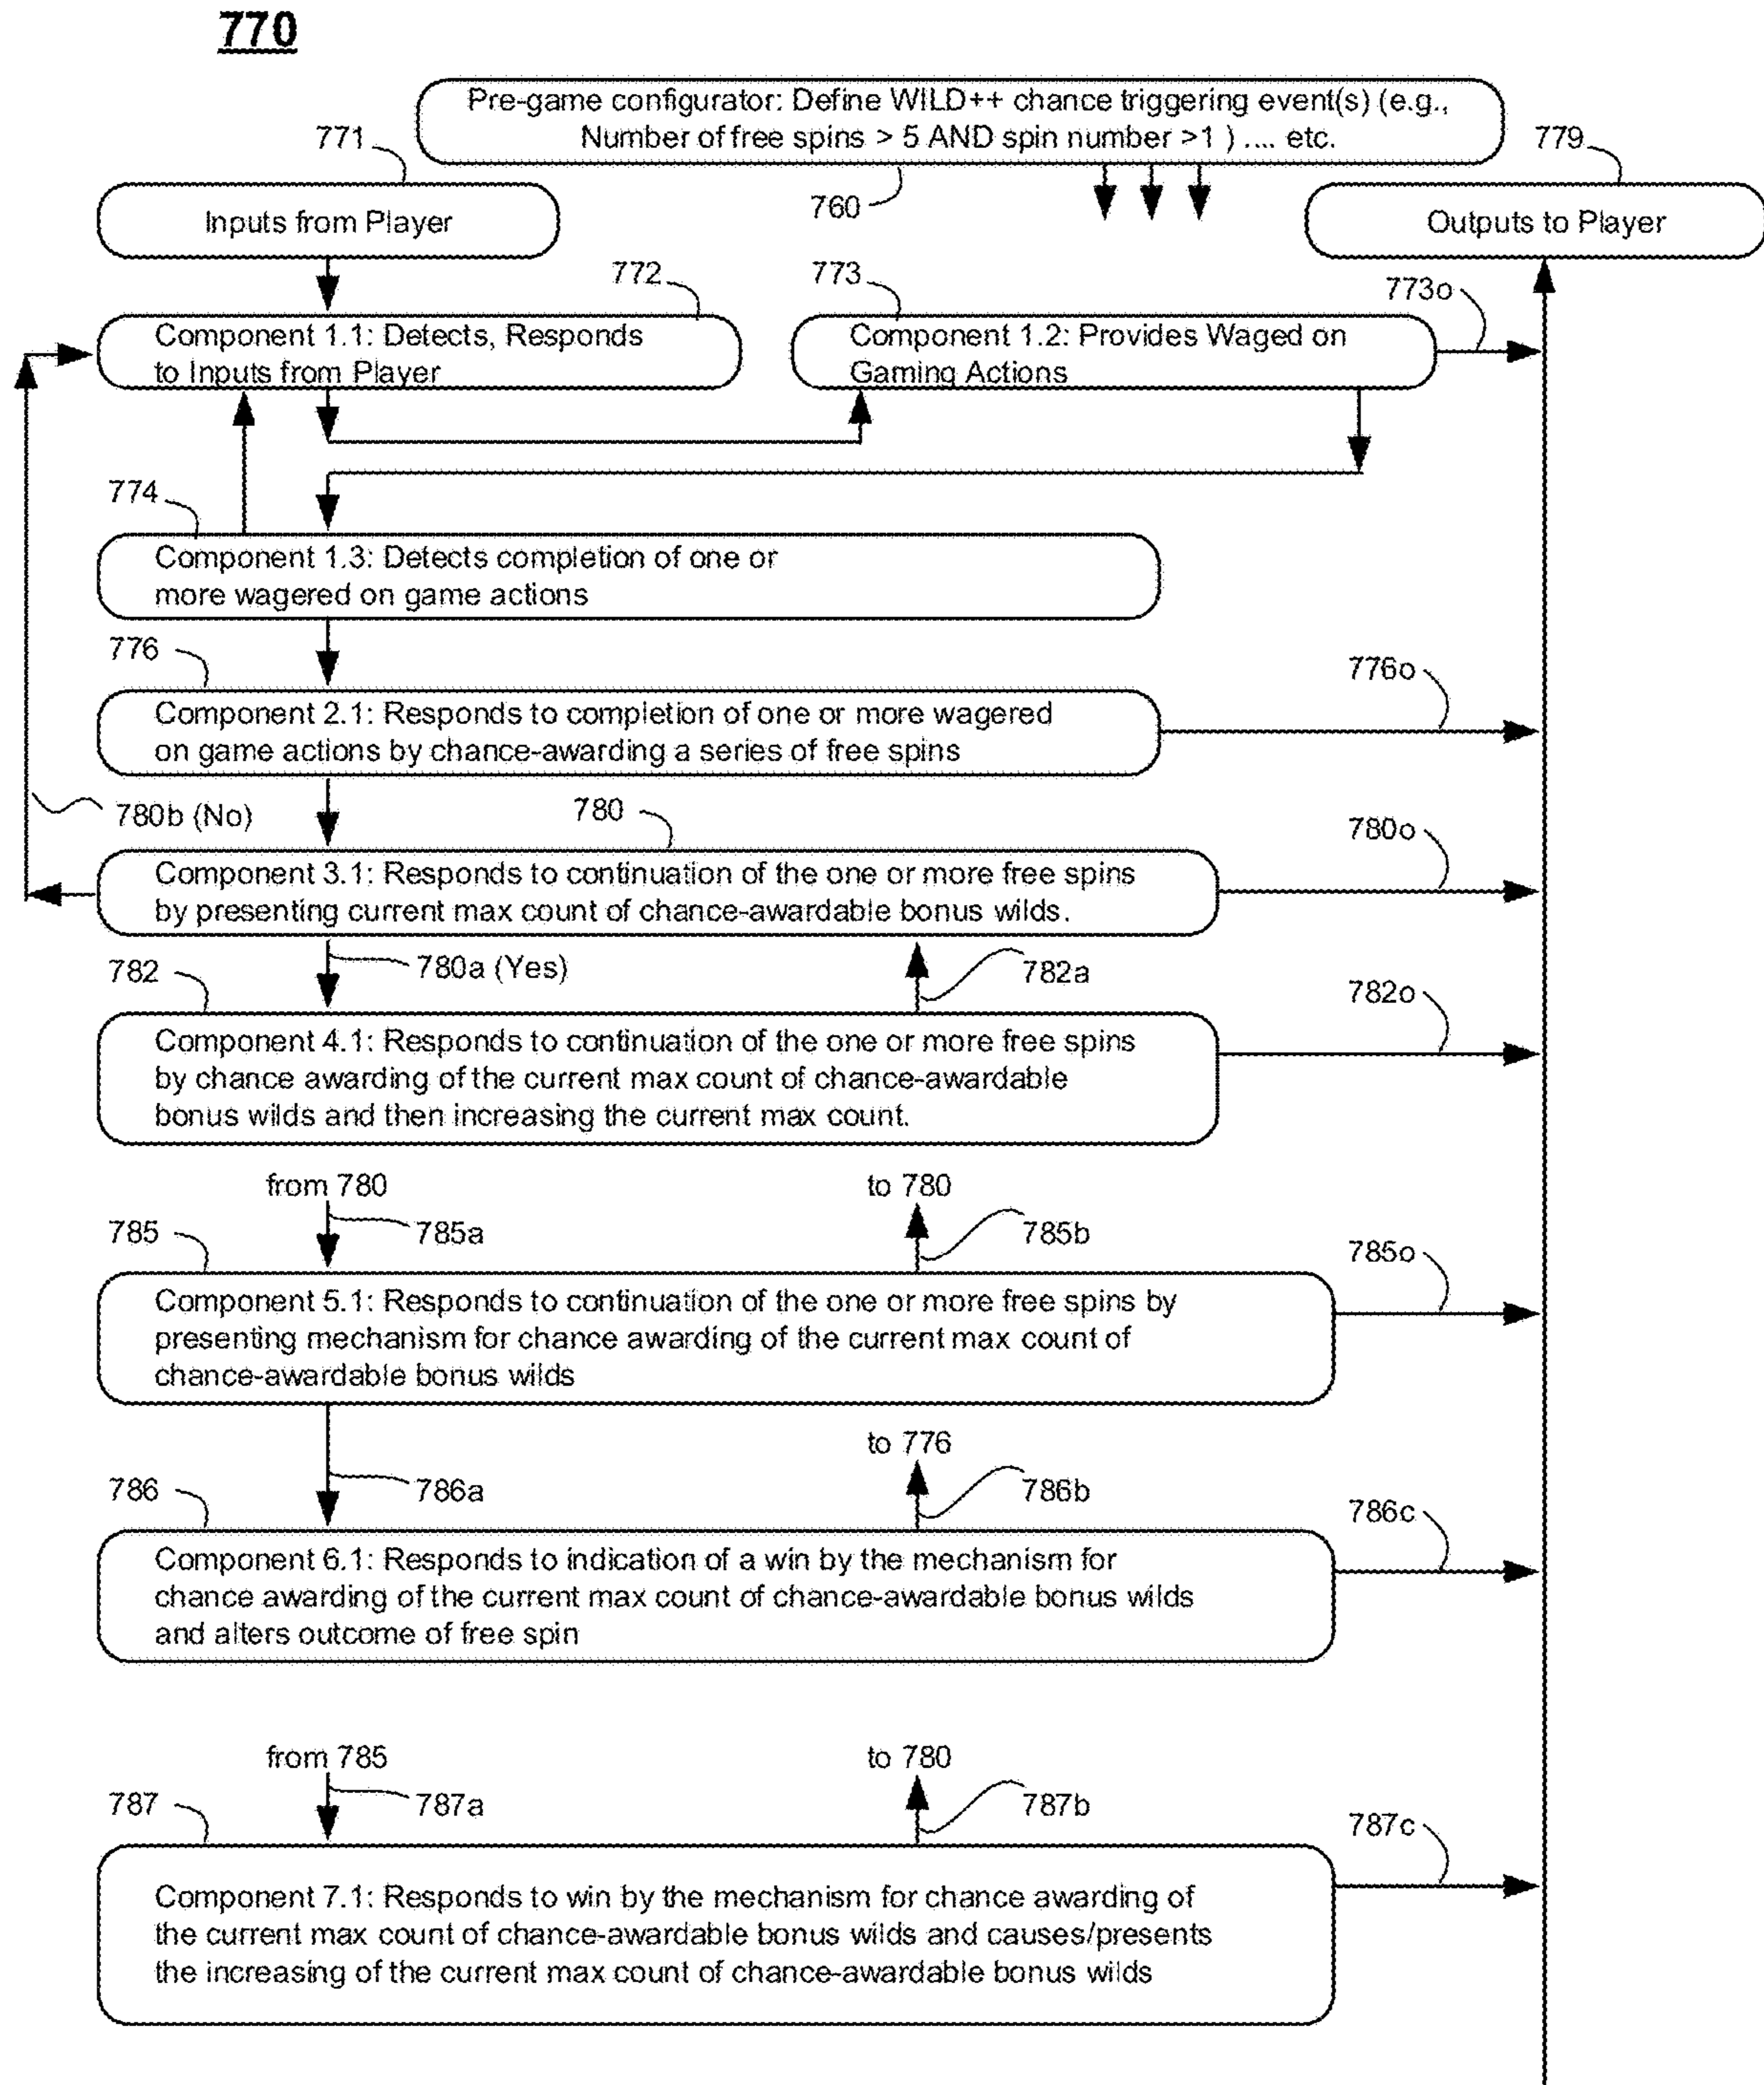 770
Pre-game configurator: Define WILD++ chance triggering event(s) (e.g.,
Number of free spins > 5 AND spin number >1 ) .... etc.
771
779
760
Inputs from Player
Outputs to Player
772
773
773o
Component 1.1: Detects, Responds
to Inputs from Player
Component 1.2: Provides Waged on
Gaming Actions
774
Component 1.3: Detects completion of one or
more wagered on game actions
776
776o
Component 2.1: Responds to completion of one or more wagered
on game actions by chance-awarding a series of free spins
780b (No)
780
780o
Component 3.1: Responds to continuation of the one or more free spins
by presenting current max count of chance-awardable bonus wilds.
782
780a (Yes)
782a
782o
Component 4.1: Responds to continuation of the one or more free spins
by chance awarding of the current max count of chance-awardable
bonus wilds and then increasing the current max count.
from 780
to 780
785
785a
785b
785o
Component 5.1: Responds to continuation of the one or more free spins by
presenting mechanism for chance awarding of the current max count of
chance-awardable bonus wilds
to 776
786
786a
786b
786c
Component 6.1: Responds to indication of a win by the mechanism for
chance awarding of the current max count of chance-awardable bonus wilds
and alters outcome of free spin
from 785
to 780
787
787a
787b
787c
Component 7.1: Responds to win by the mechanism for chance awarding of
the current max count of chance-awardable bonus wilds and causes/presents
the increasing of the current max count of chance-awardable bonus wilds